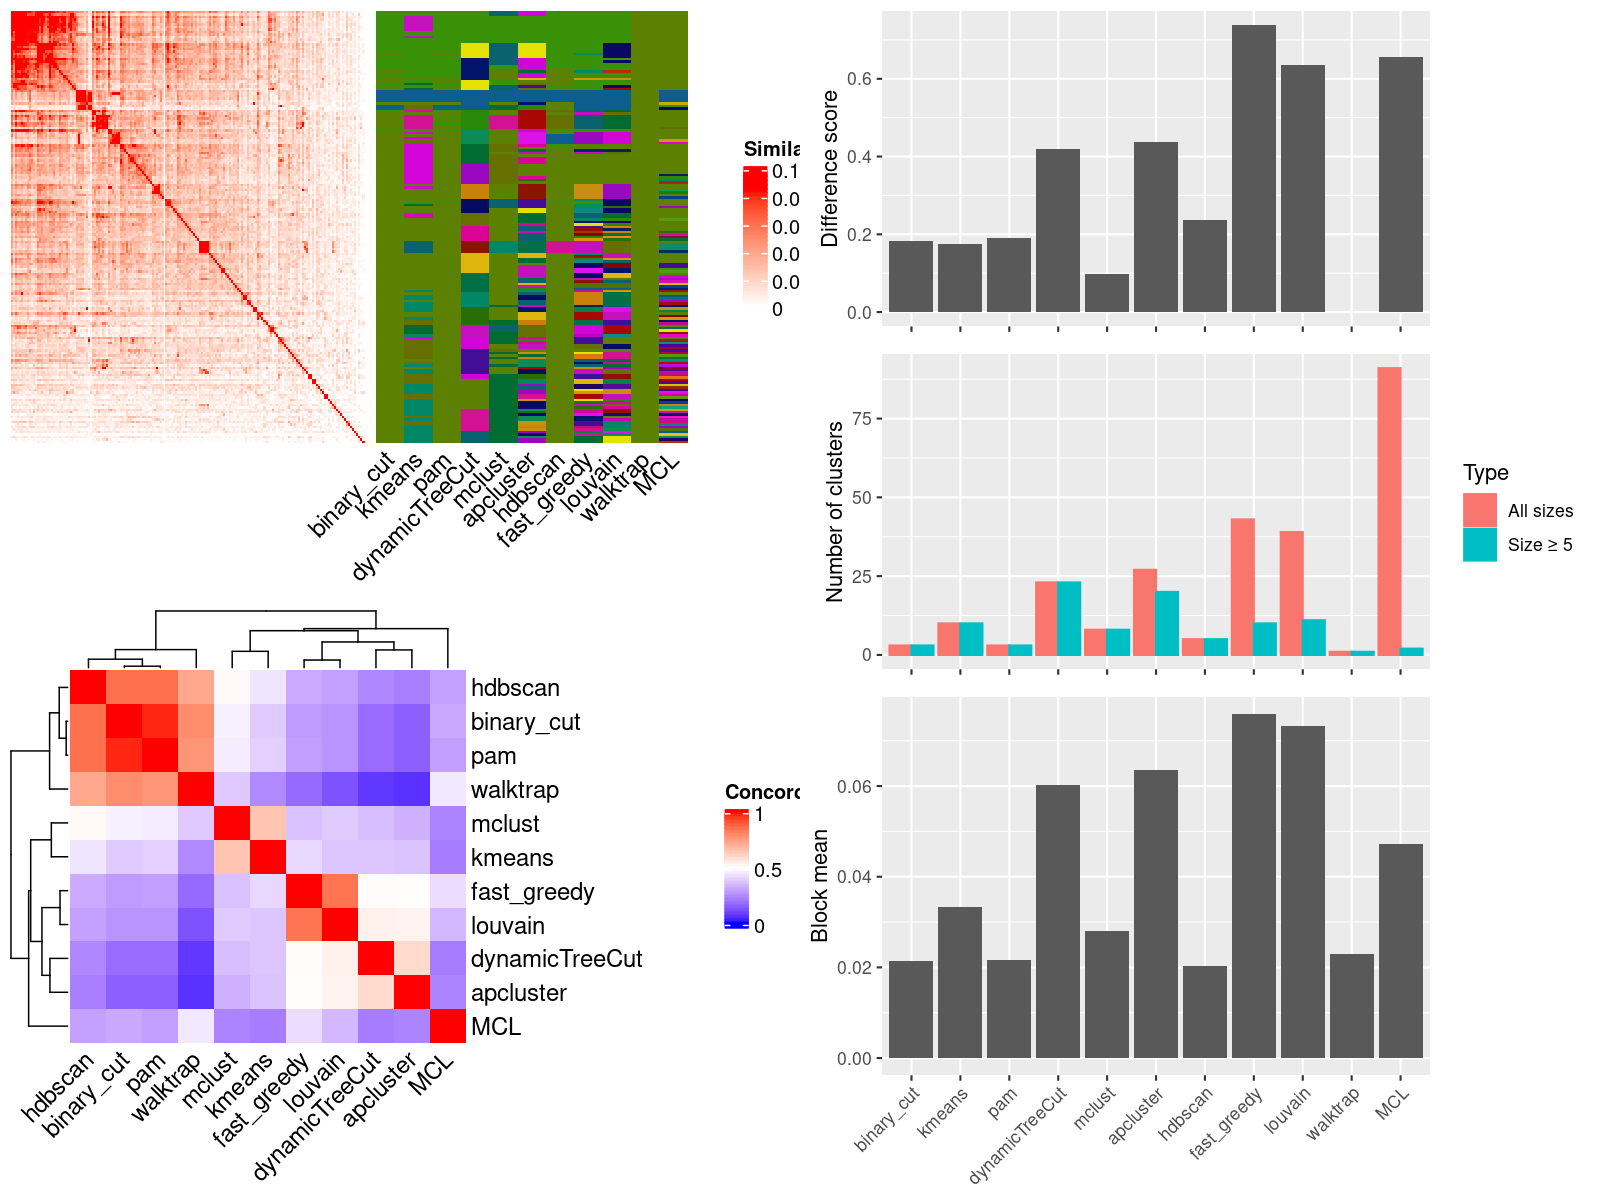 Simila
0.1
0.0
0.0
0.0
0.0
0
binary_cut
kmeans
pam
dynamicTreeCut
mclust
apcluster
hdbscan
fast_greedy
louvain
walktrap
MCL
hdbscan
binary_cut
pam
walktrap
mclust
kmeans
fast_greedy
louvain
dynamicTreeCut
apcluster
MCL
hdbscan
binary_cut
pam
walktrap
mclust
kmeans
fast_greedy
louvain
dynamicTreeCut
apcluster
MCL
Concord
1
0.5
0
Difference score
0.6
0.4
0.2
0.0
Number of clusters
75
50
25
0
Type
All sizes
Size ≥ 5
Block mean
0.06
0.04
0.02
0.00
binary_cut
kmeans
pam
dynamicTreeCut
mclust
apcluster
hdbscan
fast_greedy
louvain
walktrap
MCL